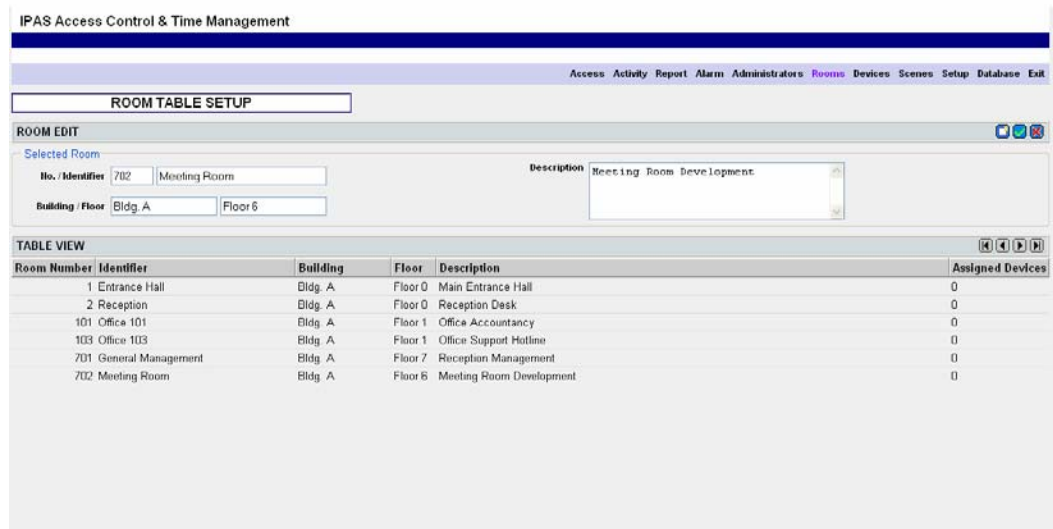 IPAS Access Control & Time Management
Access Activity Report Alarm Administrators Rooms Devices Scenes Setup Database Exit
ROOM TABLE SETUP
ROOM EDIT
Selected Room
No. / Identifier 702 Meeting Room
Description Meeting Room Development
Building / Floor Bldg. A Floor 6
TABLE VIEW
Room Number Identifier Building Floor Description Assigned Devices
1 Entrance Hall Bldg. A Floor 0 Main Entrance Hall 0
2 Reception Bldg. A Floor 0 Reception Desk 0
101 Office 101 Bldg. A Floor 1 Office Accountancy 0
103 Office 103 Bldg. A Floor 1 Office Support Hotline 0
701 General Management Bldg. A Floor 7 Reception Management 0
702 Meeting Room Bldg. A Floor 6 Meeting Room Development 0